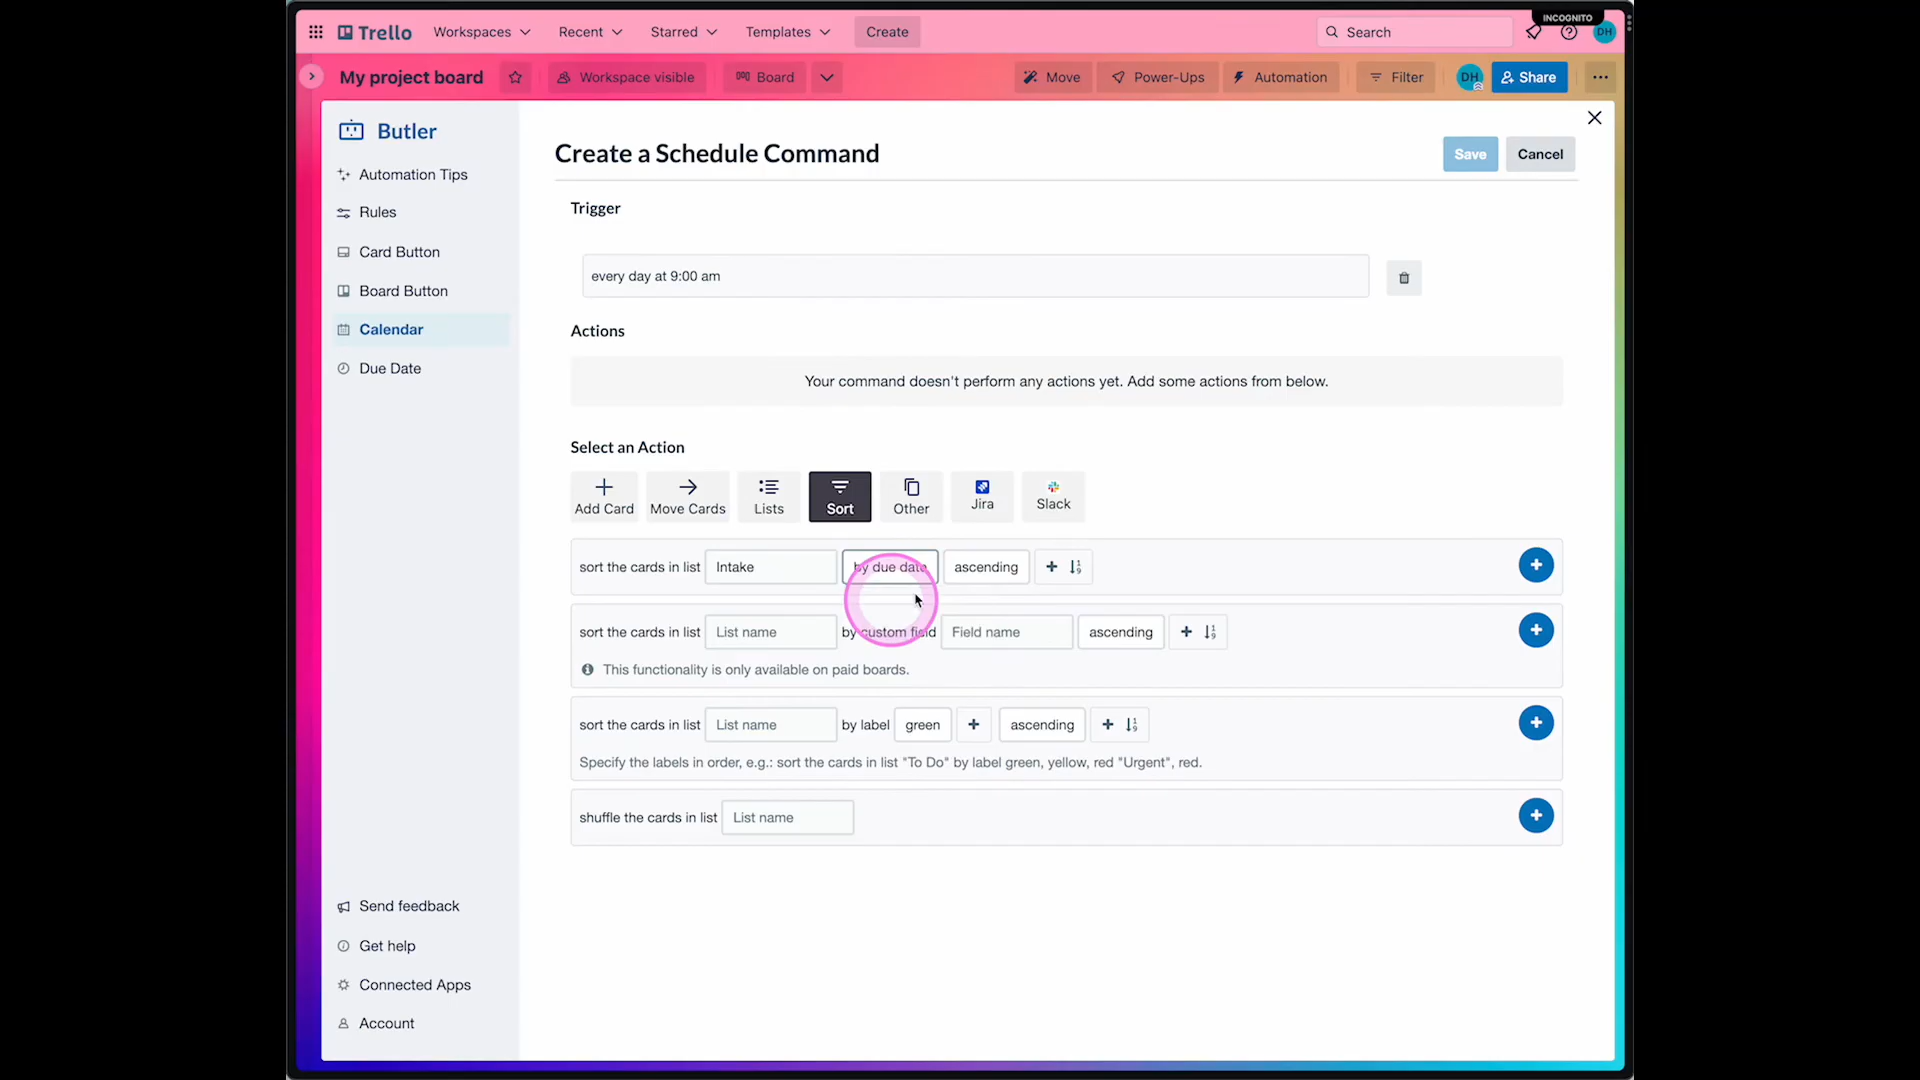 INCOGNITO
Trello Workspaces Recent Starred Templates Create Search DH
My project board Workspace visible Board Move Power-Ups Automation Filter DH Share
Butler
Automation Tips
Rules
Card Button
Board Button
Calendar
Due Date
Send feedback
Get help
Connected Apps
Account
Create a Schedule Command Save Cancel
Trigger
every day at 9:00 am
Actions
Your command doesn't perform any actions yet. Add some actions from below.
Select an Action
Add Card Move Cards Lists Sort Other Jira Slack
sort the cards in list Intake by due date ascending
sort the cards in list List name by custom field Field name ascending
This functionality is only available on paid boards.
sort the cards in list List name by label green ascending
Specify the labels in order, e.g.: sort the cards in list "To Do" by label green, yellow, red "Urgent", red.
shuffle the cards in list List name